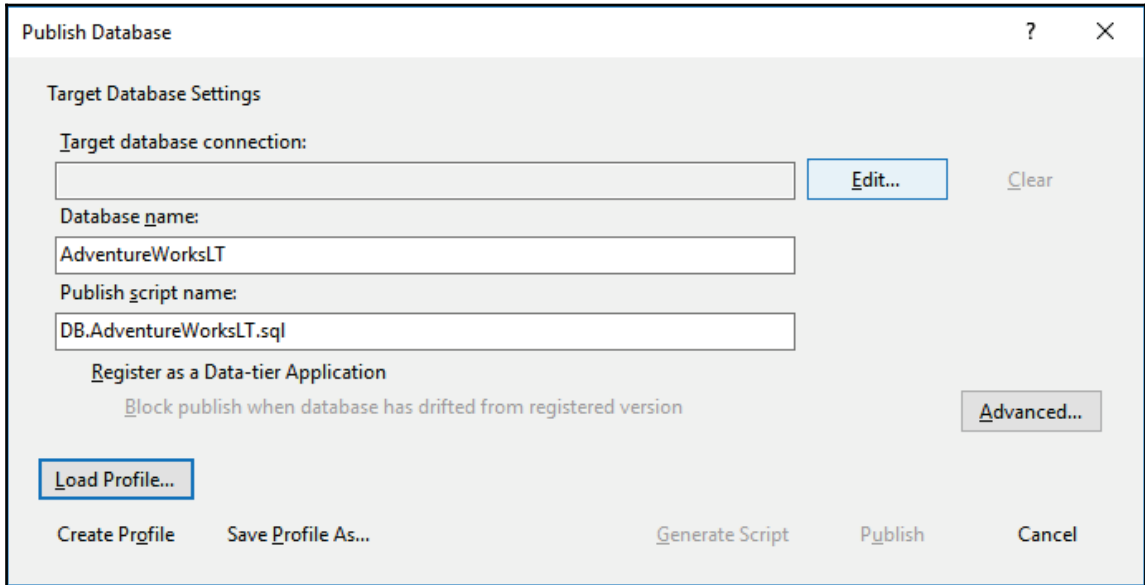 Publish Database ?
Target Database Settings
Target database connection:
Edit... Clear
Database name:
AdventureWorksLT
Publish script name:
DB.AdventureWorksLT.sql
Register as a Data-tier Application
Block publish when database has drifted from registered version
Advanced...
Load Profile...
Create Profile Save Profile As... Generate Script Publish Cancel